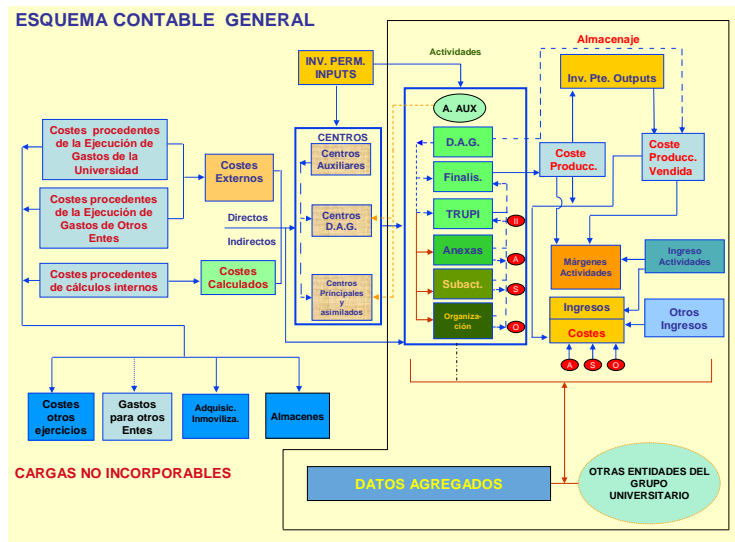 ESQUEMA CONTABLE GENERAL
Almacenaje
Actividades
INV. PERM.
INPUTS
Inv. Pte. Outputs
A. AUX
CENTROS
Centros
Auxiliares
D.A.G.
Coste
Producc.
Coste
Producc.
Vendida
Costes procedentes
de la Ejecución de
Gastos de la
Universidad
Costes
Externos
Finalis.
Costes procedentes
de la Ejecución de
Gastos de Otros
Entes
Directos
Indirectos
Centros
D.A.G.
TRUPI
II
Anexas
A
Márgenes
Actividades
Ingreso
Actividades
Costes procedentes
de cálculos internos
Costes
Calculados
Centros
Principales
y
asimilados
Subact.
S
Organiza-
ción
O
Ingresos
Costes
Otros
Ingresos
A
S
O
Costes
otros
ejercicios
Gastos
para otros
Entes
Adquisic.
Inmoviliza.
Almacenes
CARGAS NO INCORPORABLES
DATOS AGREGADOS
OTRAS ENTIDADES DEL
GRUPO
UNIVERSITARIO